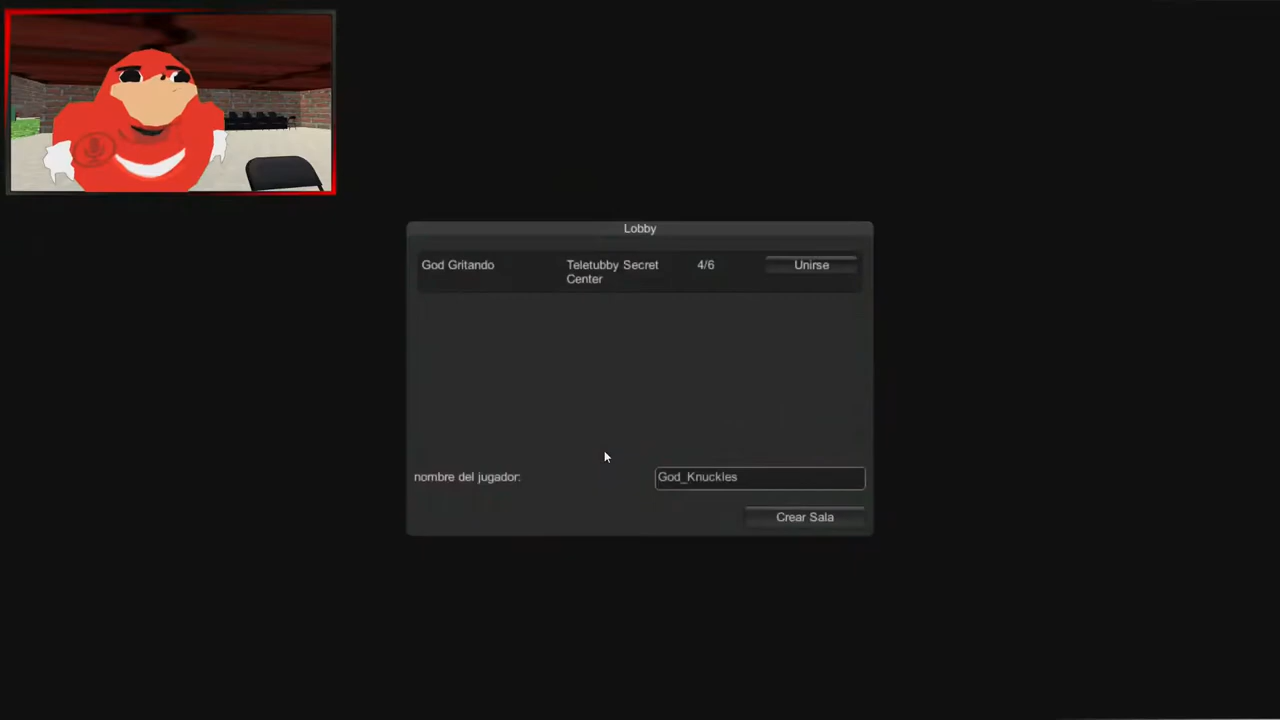 Lobby
God Gritando
Teletubby Secret
Center
4/6
Unirse
nombre del jugador:
God_Knuckles
Crear Sala